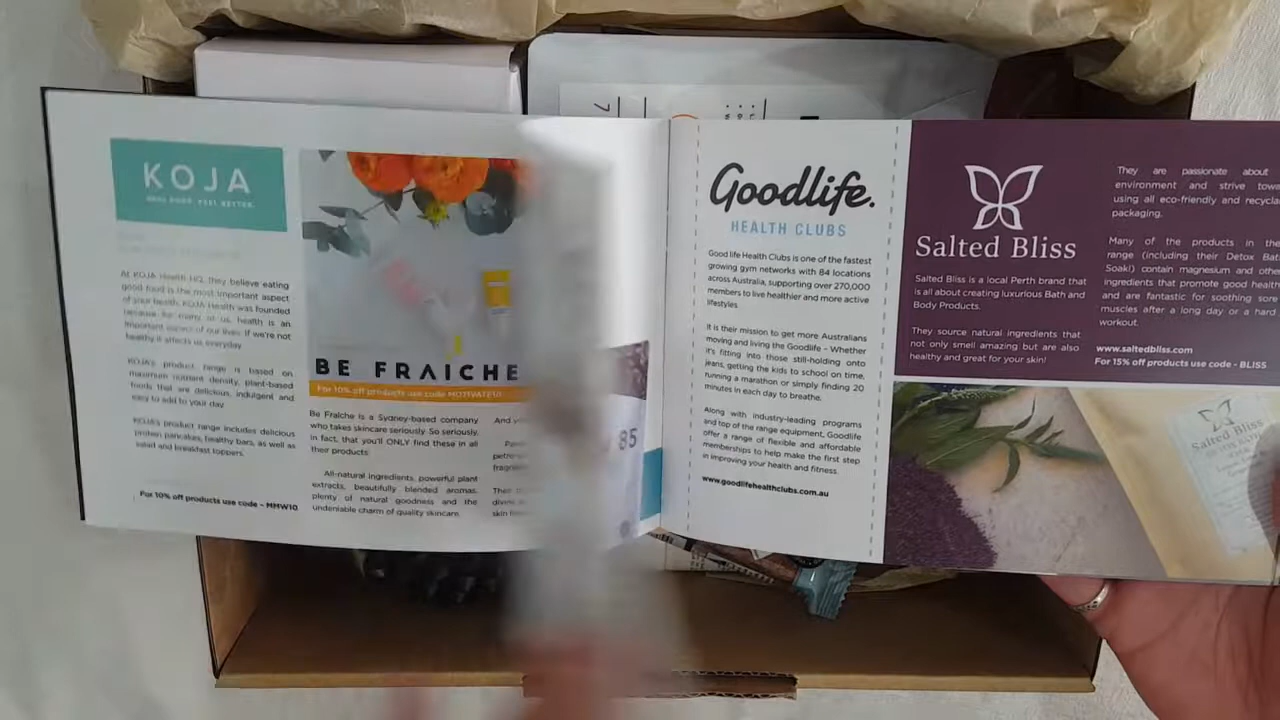 KOJA
REAL FOOD. FEEL BETTER.
At KOJA Health HQ, they believe eating
good food is the most important aspect
of your health. KOJA Health was founded
because for many of us, health is an
important aspect of our lives. If we're not
healthy it affects us everyday.
KOJA's product range is based on
maximum nutrient density, plant-based
foods that are delicious, indulgent and
easy to add to your day.
KOJA's product range includes delicious
protein pancakes, healthy bars, as well as
salad and breakfast toppers.
For 10% off products use code - MMW10
BE FRAICHE
For 10% off products use code MOTIVATE10
Be Fraiche is a Sydney-based company
who takes skincare seriously. So seriously,
in fact, that you'll ONLY find these in all
their products:
All-natural ingredients, powerful plant
extracts, beautifully blended aromas,
plenty of natural goodness and the
undeniable charm of quality skincare.
85
Goodlife.
HEALTH CLUBS
Good life Health Clubs is one of the fastest
growing gym networks with 84 locations
across Australia, supporting over 270,000
members to live healthier and more active
lifestyles.
It is their mission to get more Australians
moving and living the Goodlife - Whether
it's fitting into those still-holding onto
jeans, getting the kids to school on time,
running a marathon or simply finding 20
minutes in each day to breathe.
Along with industry-leading programs
and top of the range equipment, Goodlife
offer a range of flexible and affordable
memberships to help make the first step
in improving your health and fitness.
www.goodlifehealthclubs.com.au
Salted Bliss
Salted Bliss is a local Perth brand that
is all about creating luxurious Bath and
Body Products.
They source natural ingredients that
not only smell amazing but are also
healthy and great for your skin!
They are passionate about
environment and strive
using all eco-friendly and
packaging.
Many of the products in
range (including their Detox
Soak!) contain magnesium and
ingredients that promote good health
and are fantastic for soothing sore
muscles after a long day or a hard
workout.
www.saltedbliss.com
For 15% off products use code - BLISS
Salted Bliss